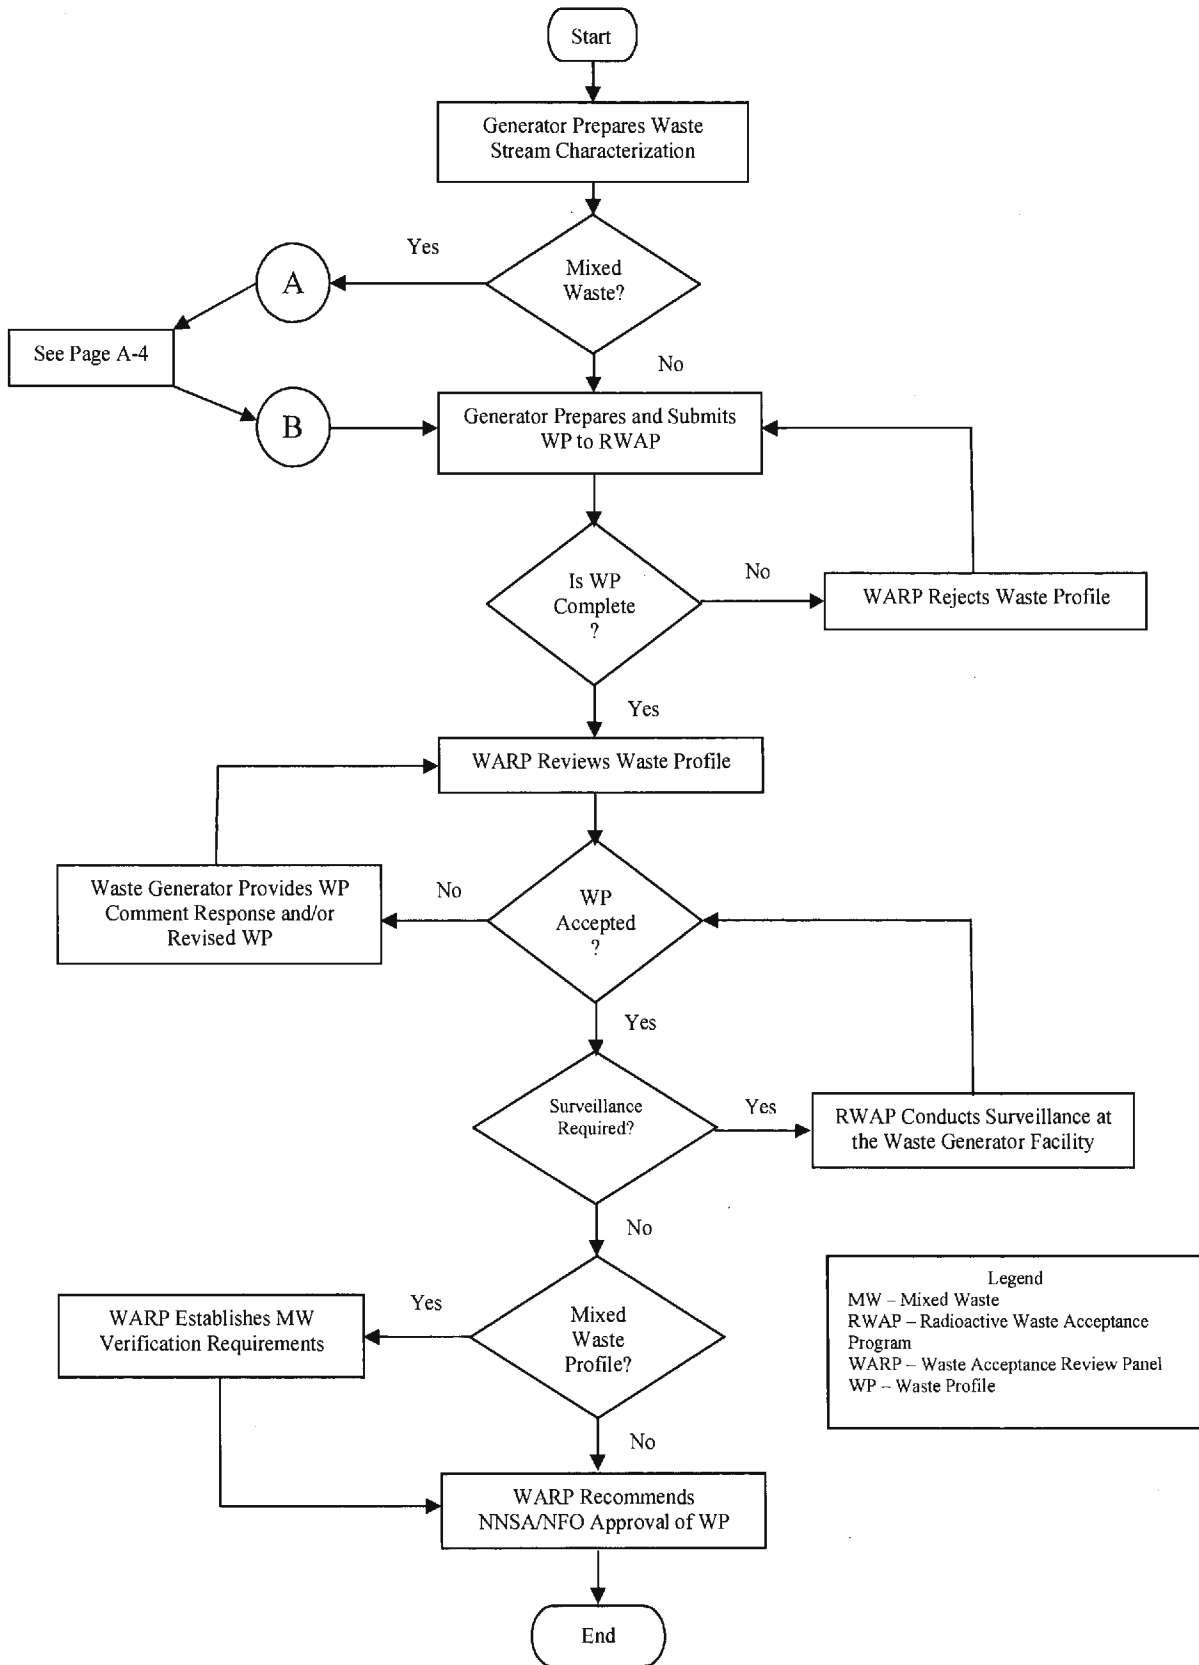 Start
Generator Prepares Waste
Stream Characterization
Yes
Mixed
Waste?
A
See Page A-4
No
B
Generator Prepares and Submits
WP to RWAP
Is WP
Complete
?
No
WARP Rejects Waste Profile
Yes
WARP Reviews Waste Profile
Waste Generator Provides WP
Comment Response and/or
Revised WP
No
WP
Accepted
?
Yes
Surveillance
Required?
Yes
RWAP Conducts Surveillance at
the Waste Generator Facility
No
WARP Establishes MW
Verification Requirements
Yes
Mixed
Waste
Profile?
Legend
MW – Mixed Waste
RWAP – Radioactive Waste Acceptance
Program
WARP – Waste Acceptance Review Panel
WP – Waste Profile
No
WARP Recommends
NNSA/NFO Approval of WP
End